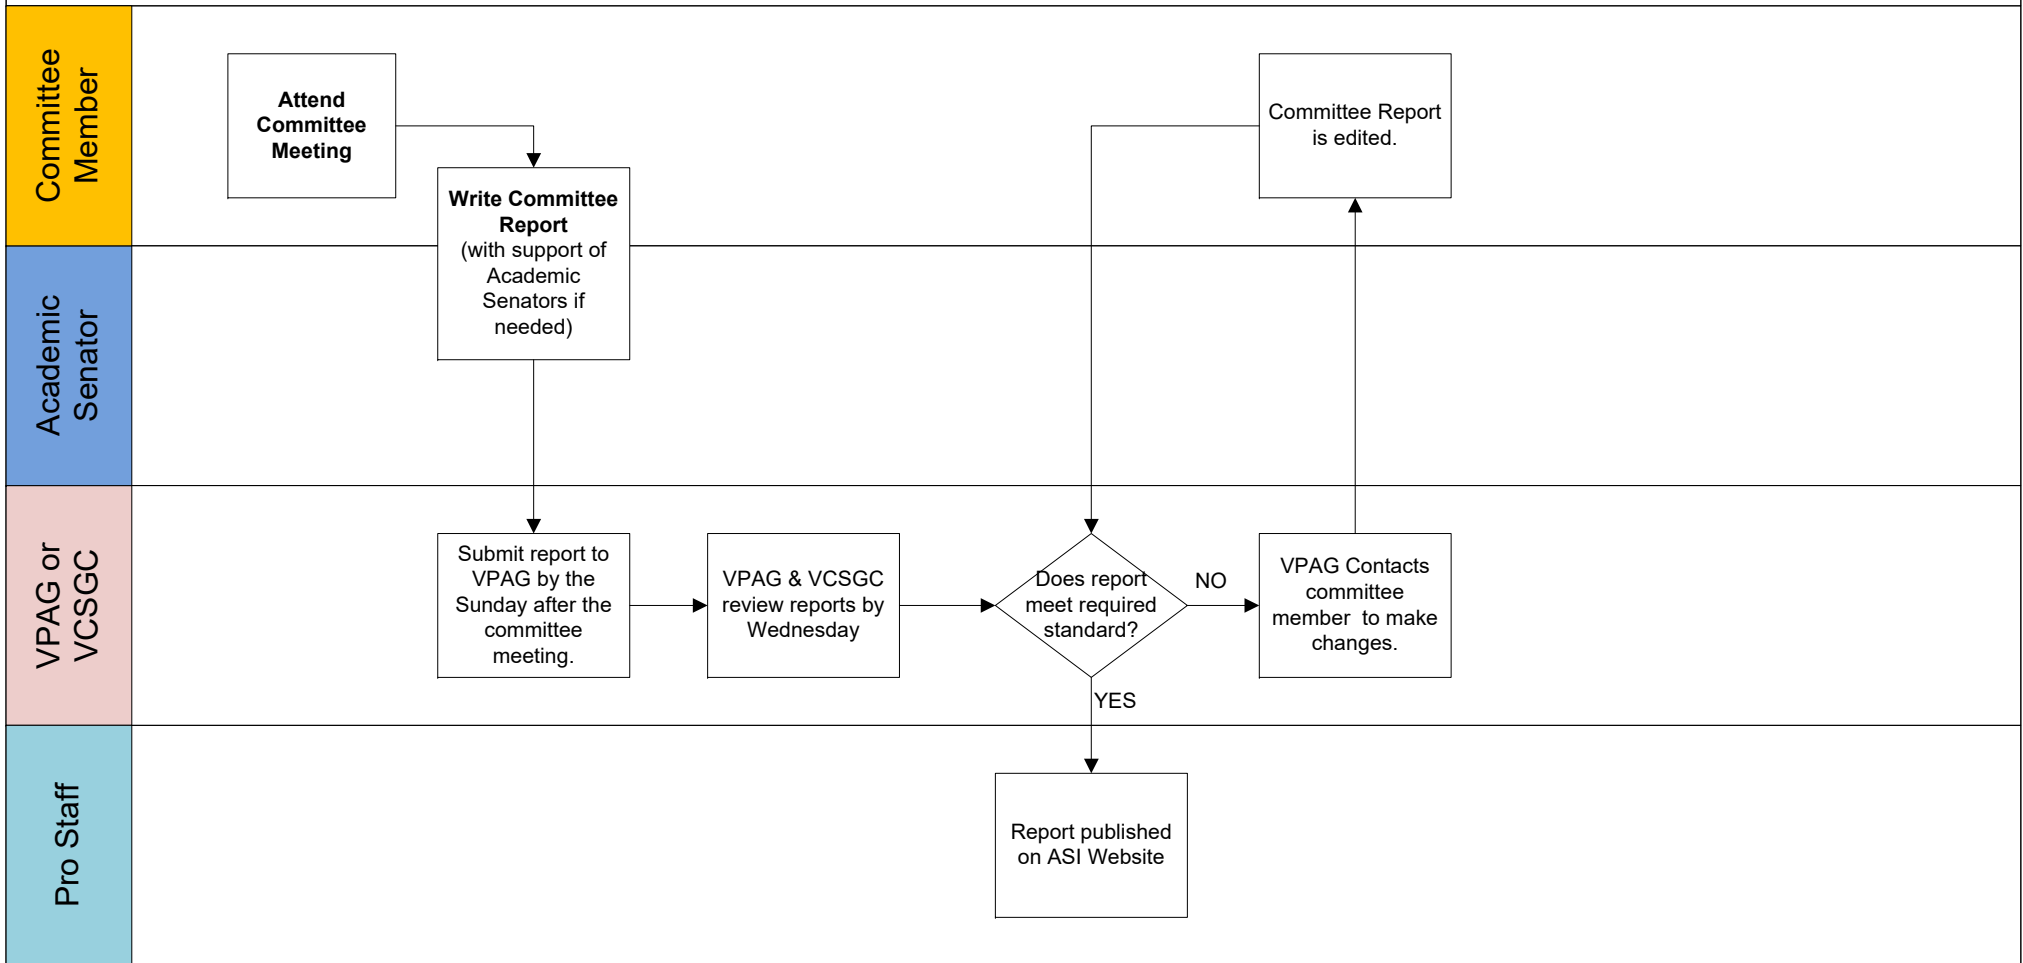 Committee
Member
Attend
Committee
Meeting
Write Committee
Report
(with support of
Academic
Senators if
needed)
Committee Report
is edited.
Academic
Senator
VPAG or
VCSGC
Submit report to
VPAG by the
Sunday after the
committee
meeting.
VPAG & VCSGC
review reports by
Wednesday
Does report
meet required
standard?
NO
YES
VPAG Contacts
committee
member  to make
changes.
Pro Staff
Report published
on ASI Website